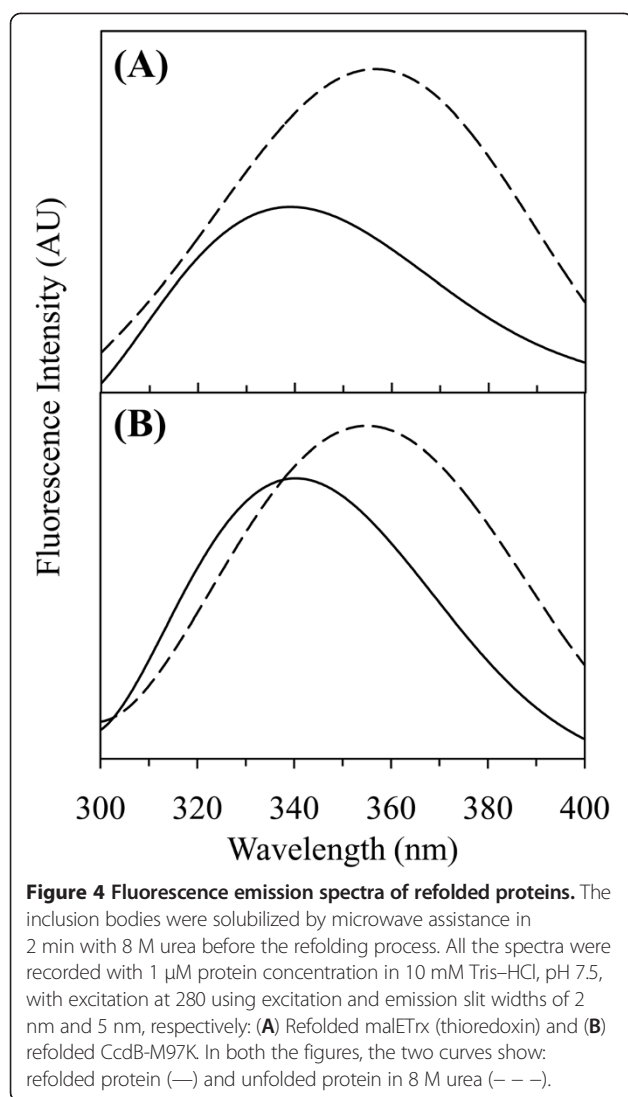 (A)
Fluorescence Intensity (AU)
(B)
300 320 340 360 380 400
Wavelength (nm)
Figure 4 Fluorescence emission spectra of refolded proteins. The
inclusion bodies were solubilized by microwave assistance in
2 min with 8 M urea before the refolding process. All the spectra were
recorded with 1 μM protein concentration in 10 mM Tris–HCl, pH 7.5,
with excitation at 280 using excitation and emission slit widths of 2
nm and 5 nm, respectively: (A) Refolded malETrx (thioredoxin) and (B)
refolded CcdB-M97K. In both the figures, the two curves show:
refolded protein (—) and unfolded protein in 8 M urea (– – –).